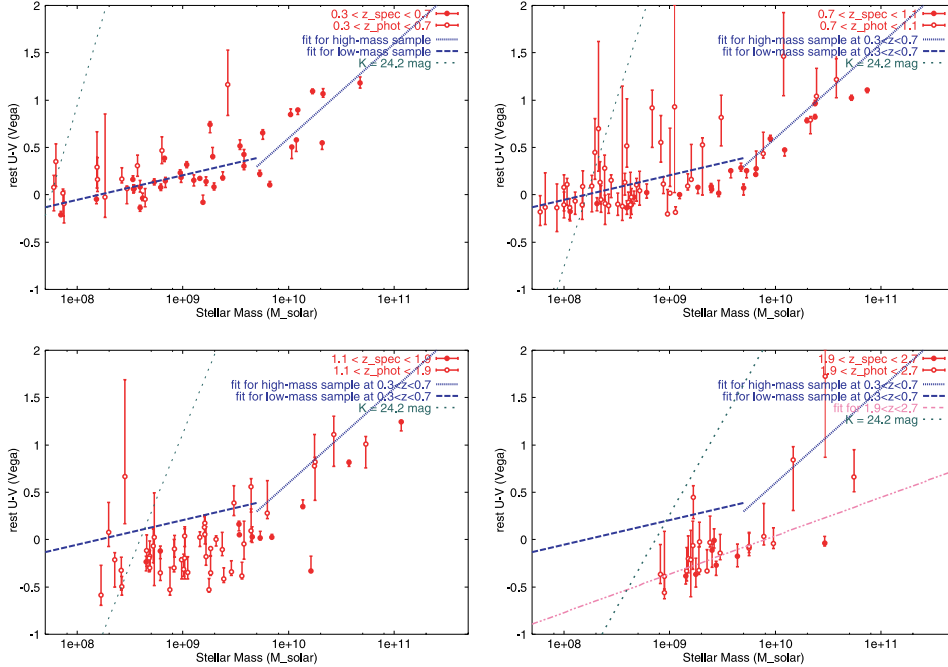 0.3 < z_spec < 0.7
0.3 < z_phot < 0.7
fit for high-mass sample
fit for low-mass sample
K = 24.2 mag
rest U-V (Vega)
2
1.5
1
0.5
0
-0.5
-1
1e+08
1e+09
1e+10
1e+11
Stellar Mass (M_solar)
0.7 < z_spec < 1.1
0.7 < z_phot < 1.1
fit for high-mass sample at 0.3<z<0.7
fit for low-mass sample at 0.3<z<0.7
K = 24.2 mag
rest U-V (Vega)
2
1.5
1
0.5
0
-0.5
-1
1e+08
1e+09
1e+10
1e+11
Stellar Mass (M_solar)
1.1 < z_spec < 1.9
1.1 < z_phot < 1.9
fit for high-mass sample at 0.3<z<0.7
fit for low-mass sample at 0.3<z<0.7
K = 24.2 mag
rest U-V (Vega)
2
1.5
1
0.5
0
-0.5
-1
1e+08
1e+09
1e+10
1e+11
Stellar Mass (M_solar)
1.9 < z_spec < 2.7
1.9 < z_phot < 2.7
fit for high-mass sample at 0.3<z<0.7
fit for low-mass sample at 0.3<z<0.7
fit for 1.9<z<2.7
K = 24.2 mag
rest U-V (Vega)
2
1.5
1
0.5
0
-0.5
-1
1e+08
1e+09
1e+10
1e+11
Stellar Mass (M_solar)